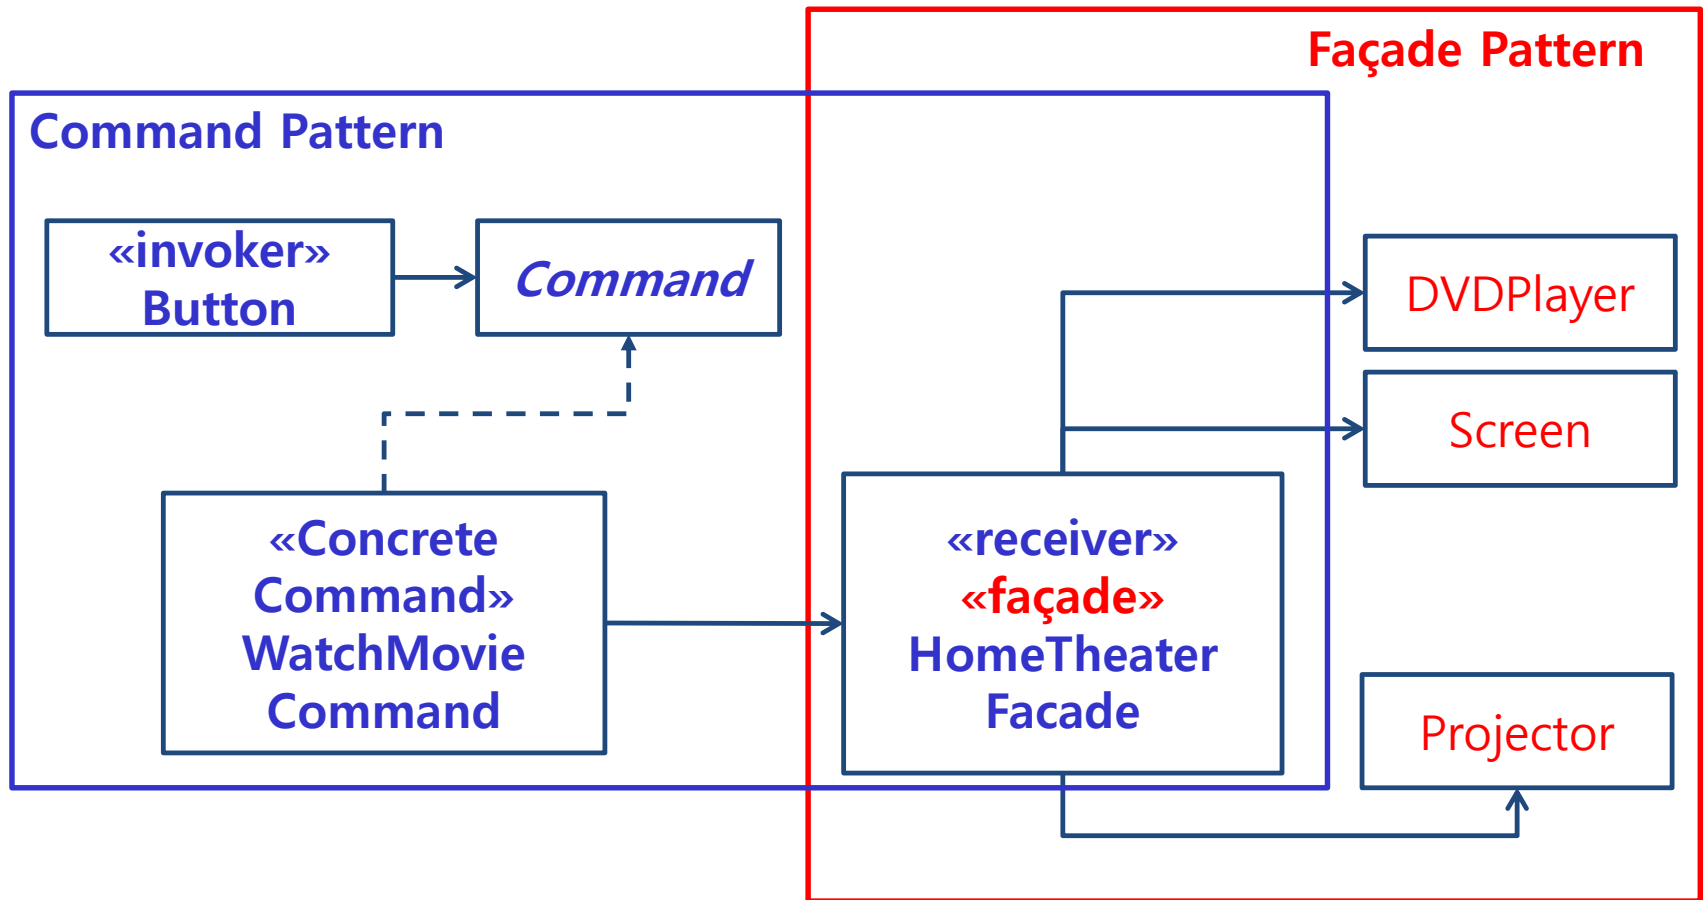 Façade Pattern
Command Pattern
«invoker»
Button
Command
DVDPlayer
Screen
«Concrete
Command»
WatchMovie
Command
«receiver»
«façade»
HomeTheater
Facade
Projector